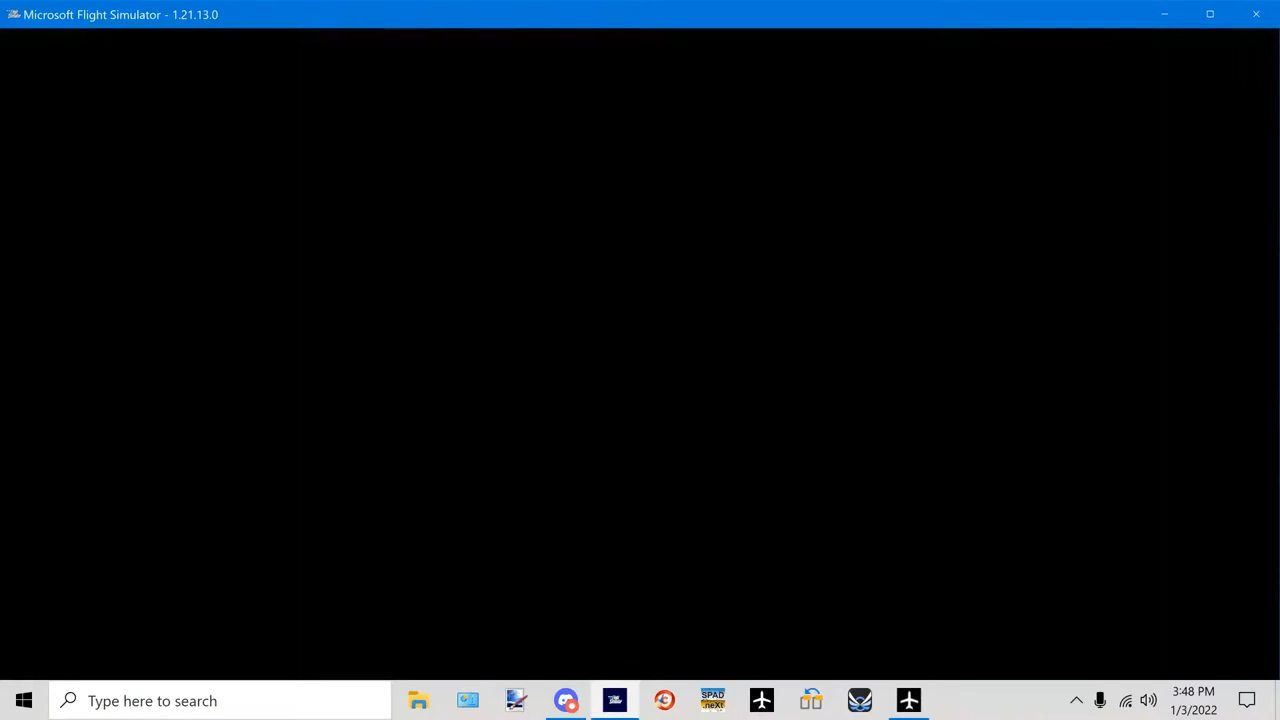 Microsoft Flight Simulator - 1.21.13.0
Type here to search
SPAD
.neXt
3:48 PM
1/3/2022